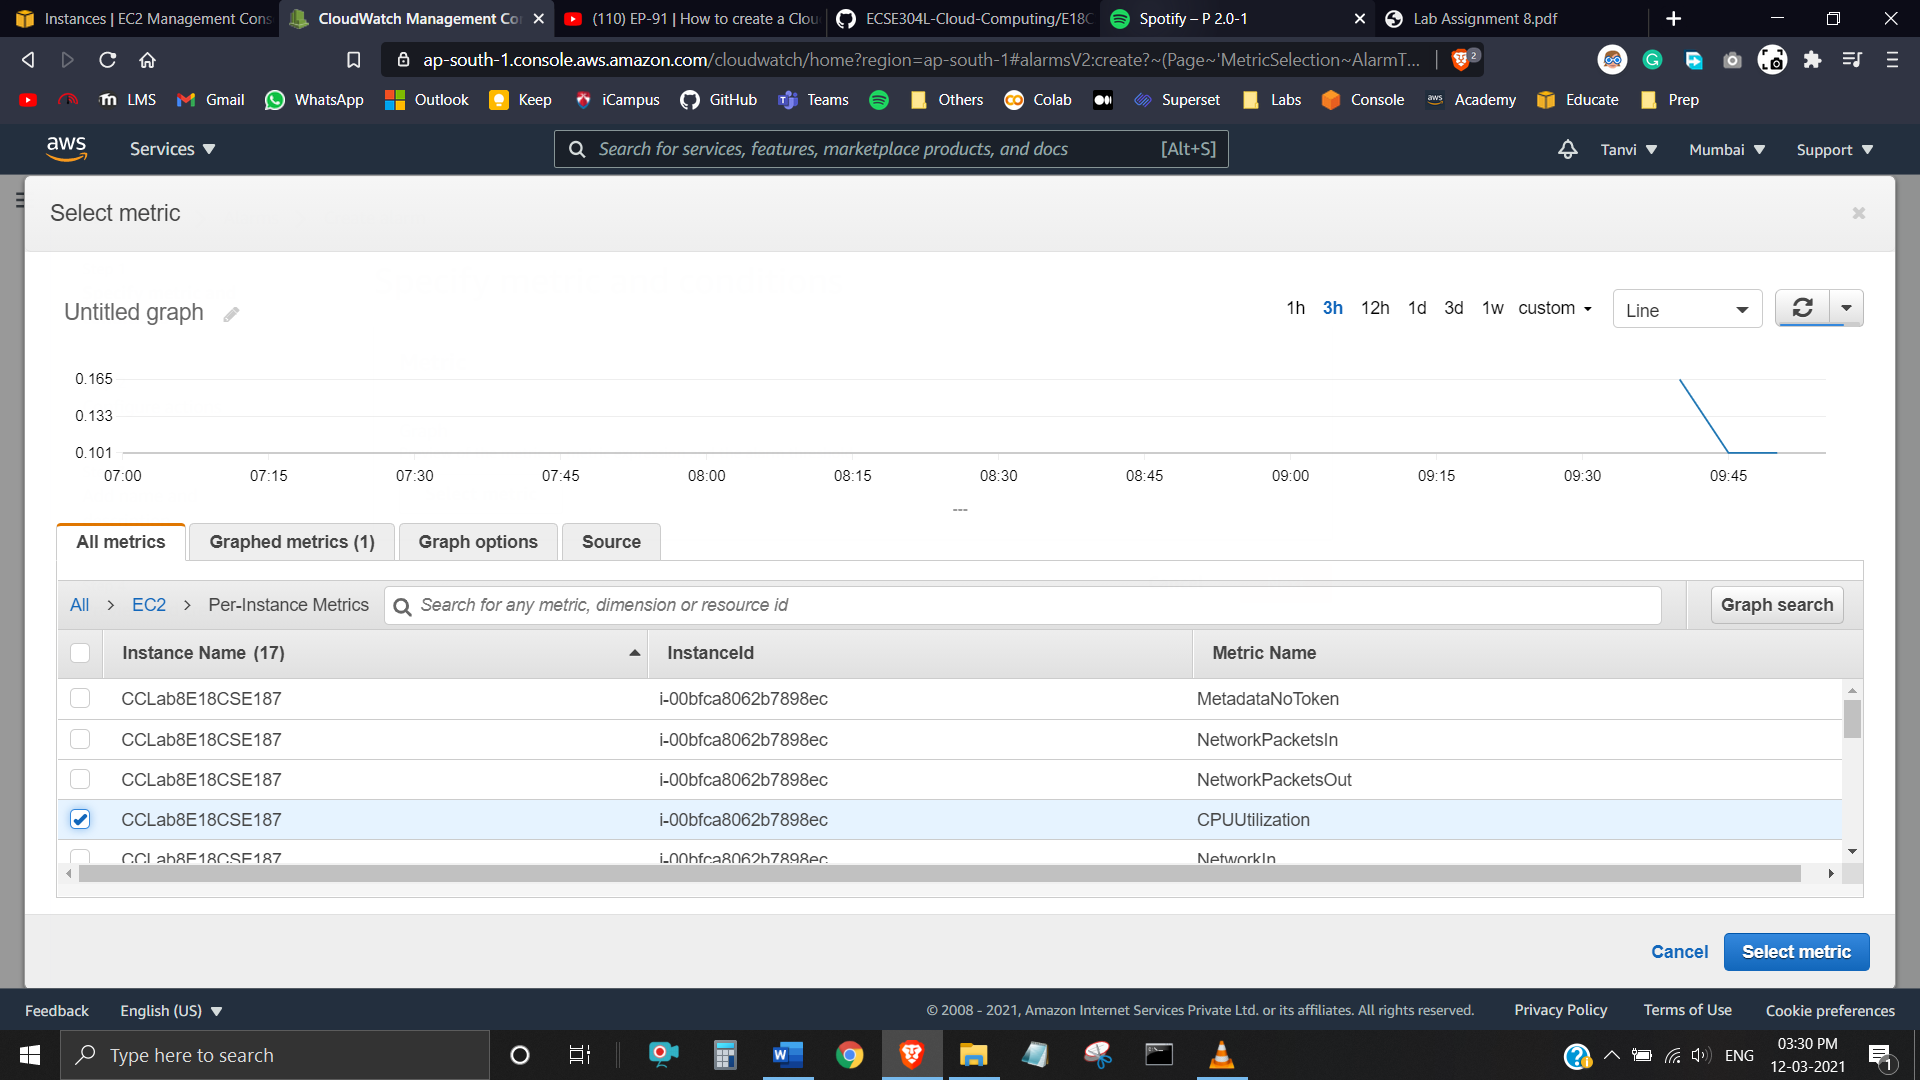 Instances | EC2 Management Cons
CloudWatch Management Co
(110) EP-91 | How to create a Clou
ECSE304L-Cloud-Computing/E18C
Spotify – P 2.0-1
Lab Assignment 8.pdf
ap-south-1.console.aws.amazon.com/cloudwatch/home?region=ap-south-1#alarmsV2:create?~(Page~'MetricSelection~AlarmT...
2
LMS
Gmail
WhatsApp
Outlook
Keep
iCampus
GitHub
Teams
Others
Colab
Superset
Labs
Console
aws
Academy
Educate
Prep
aws
Services
Search for services, features, marketplace products, and docs
[Alt+S]
Tanvi
Mumbai
Support
Select metric
Untitled graph
1h 3h 12h 1d 3d 1w custom
Line
0.165
0.133
0.101
07:00 07:15 07:30 07:45 08:00 08:15 08:30 08:45 09:00 09:15 09:30 09:45
---
All metrics
Graphed metrics (1)
Graph options
Source
All > EC2 > Per-Instance Metrics
Search for any metric, dimension or resource id
Graph search
Instance Name (17) InstanceId Metric Name
CCLab8E18CSE187 i-00bfca8062b7898ec MetadataNoToken
CCLab8E18CSE187 i-00bfca8062b7898ec NetworkPacketsIn
CCLab8E18CSE187 i-00bfca8062b7898ec NetworkPacketsOut
CCLab8E18CSE187 i-00bfca8062b7898ec CPUUtilization
CCLab8E18CSE187 i-00bfca8062b7898ec NetworkIn
Cancel
Select metric
Feedback
English (US)
© 2008 - 2021, Amazon Internet Services Private Ltd. or its affiliates. All rights reserved.
Privacy Policy
Terms of Use
Cookie preferences
Type here to search
ENG
03:30 PM
12-03-2021
1